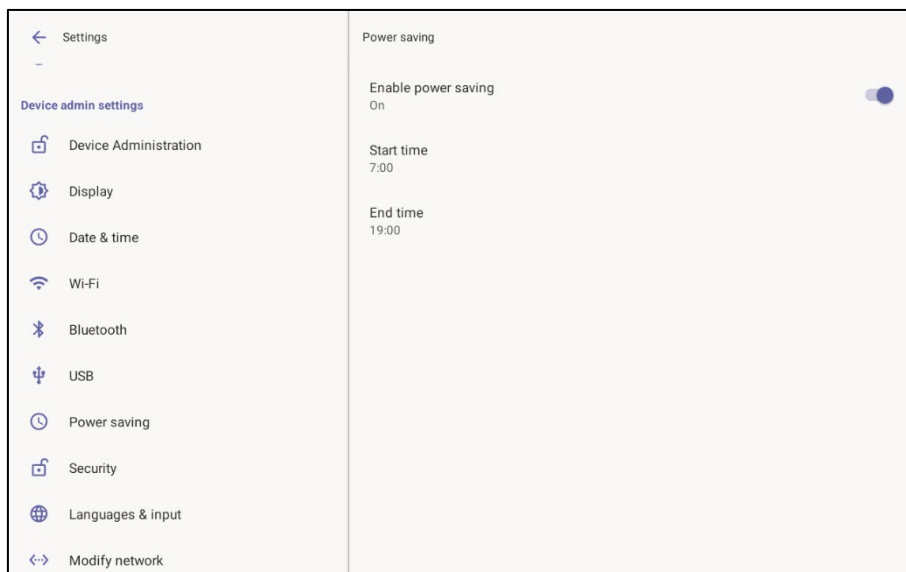 Settings
Device admin settings
Device Administration
Display
Date & time
Wi-Fi
Bluetooth
USB
Power saving
Security
Languages & input
Modify network
Power saving
Enable power saving
On
Start time
7:00
End time
19:00